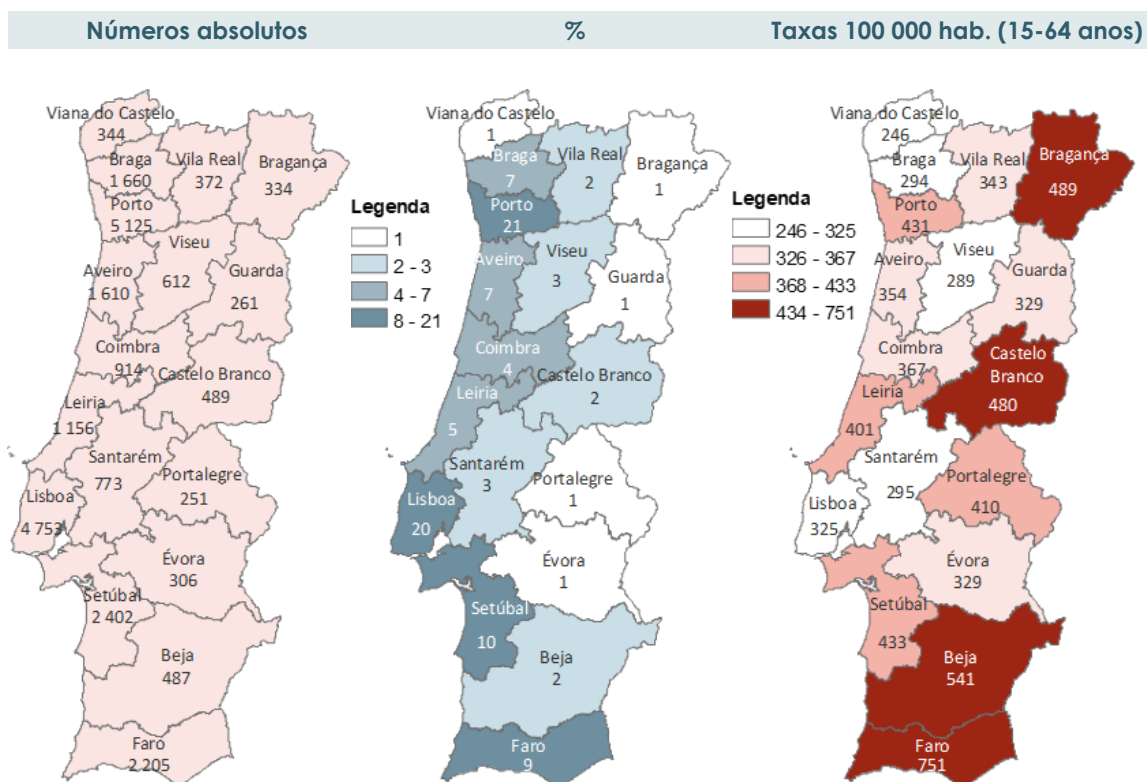 Números absolutos
%
Taxas 100 000 hab. (15-64 anos)
Viana do Castelo
344
Braga
1 660
Vila Real
372
Bragança
334
Porto
5 125
Viseu
612
Aveiro
1 610
Guarda
261
Coimbra
914
Castelo Branco
489
Leiria
1 156
Santarém
773
Portalegre
251
Lisboa
4 753
Évora
306
Setúbal
2 402
Beja
487
Faro
2 205
Legenda
1
2 - 3
4 - 7
8 - 21
Viana do Castelo
1
Braga
7
Vila Real
2
Bragança
1
Porto
21
Viseu
3
Aveiro
7
Guarda
1
Coimbra
4
Castelo Branco
2
Leiria
5
Santarém
3
Portalegre
1
Lisboa
20
Évora
1
Setúbal
10
Beja
2
Faro
9
Legenda
246 - 325
326 - 367
368 - 433
434 - 751
Viana do Castelo
246
Braga
294
Vila Real
343
Bragança
489
Porto
431
Viseu
289
Aveiro
354
Guarda
329
Coimbra
367
Castelo
Branco
480
Leiria
401
Santarém
295
Portalegre
410
Lisboa
325
Évora
329
Setúbal
433
Beja
541
Faro
751